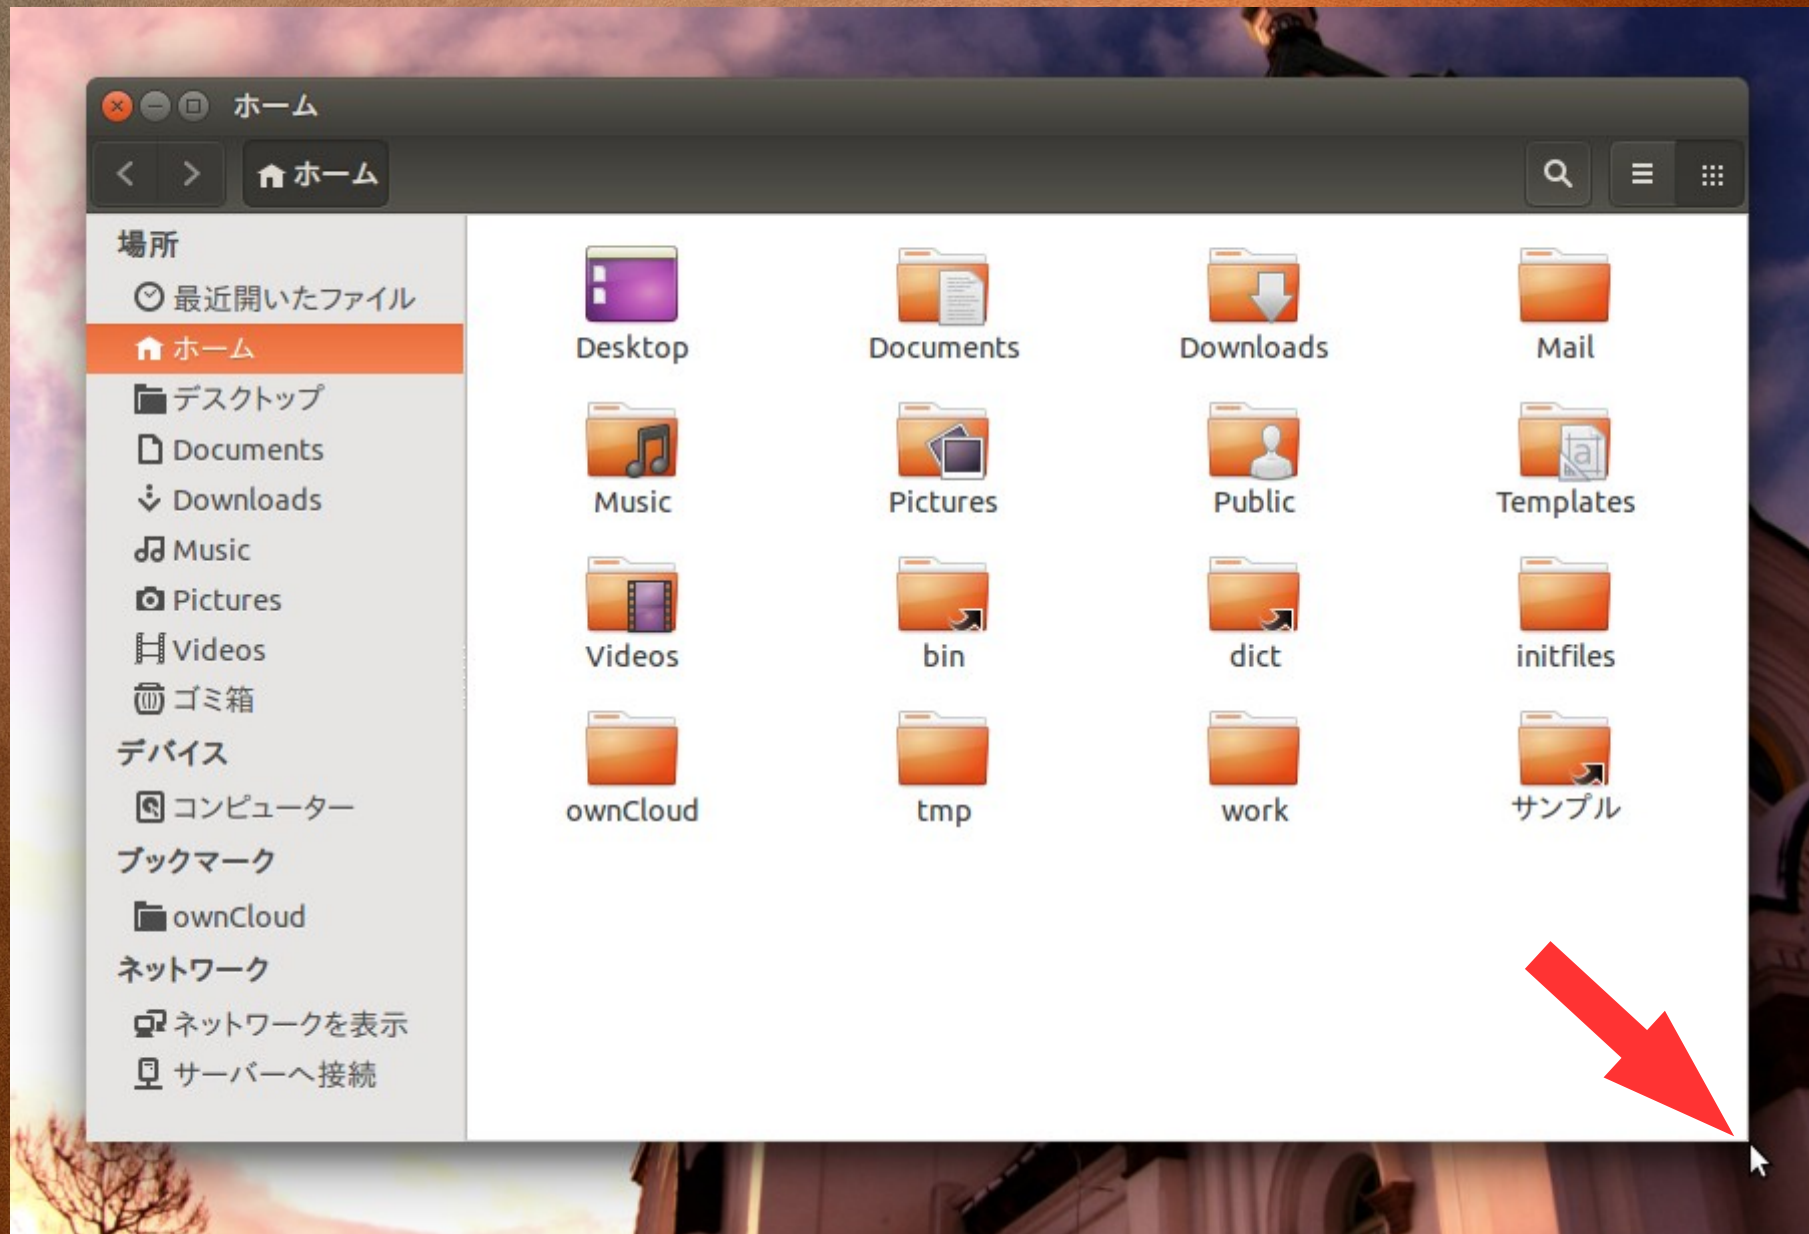 ホーム
ホーム
場所
最近開いたファイル
ホーム
デスクトップ
Documents
Downloads
Music
Pictures
Videos
ゴミ箱
デバイス
コンピューター
ブックマーク
ownCloud
ネットワーク
ネットワークを表示
サーバーへ接続
Desktop Documents Downloads Mail
Music Pictures Public Templates
Videos bin dict initfiles
ownCloud tmp work サンプル